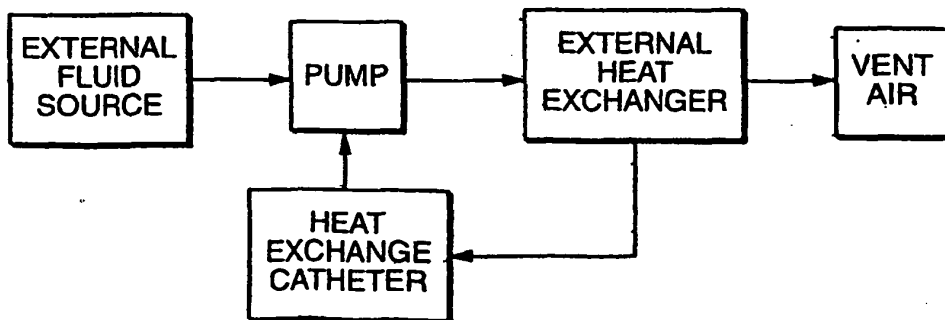 EXTERNAL
FLUID
SOURCE
PUMP
EXTERNAL
HEAT
EXCHANGER
VENT
AIR
HEAT
EXCHANGE
CATHETER